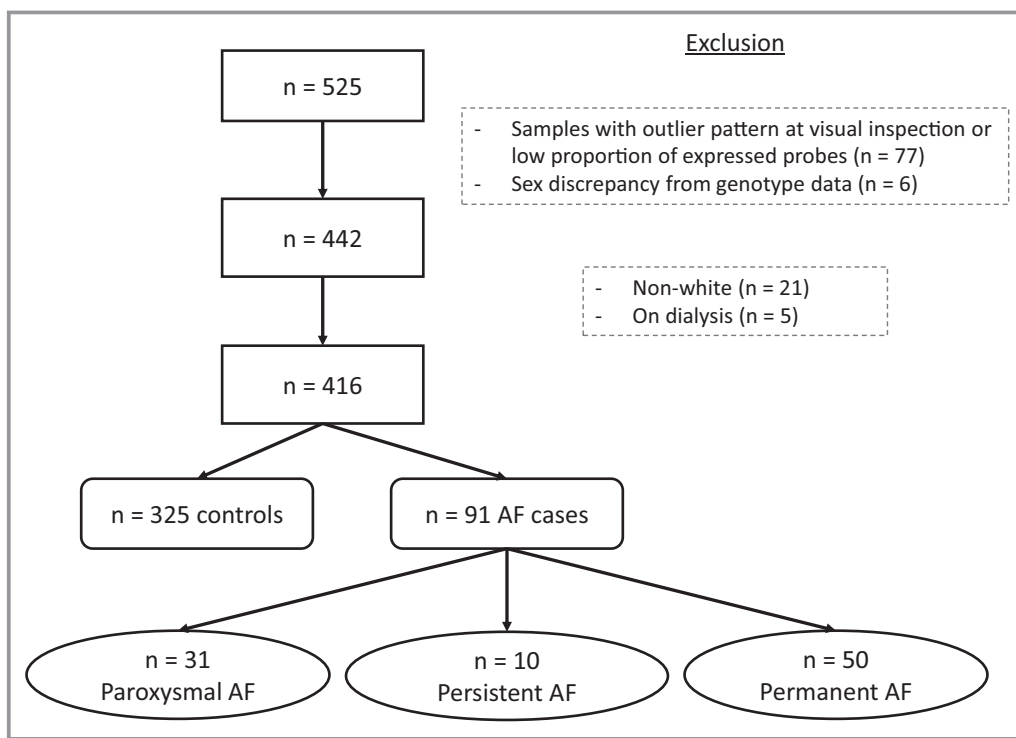 Exclusion
n = 525
- Samples with outlier pattern at visual inspection or
low proportion of expressed probes (n = 77)
- Sex discrepancy from genotype data (n = 6)
n = 442
- Non-white (n = 21)
- On dialysis (n = 5)
n = 416
n = 325 controls
n = 91 AF cases
n = 31
Paroxysmal AF
n = 10
Persistent AF
n = 50
Permanent AF